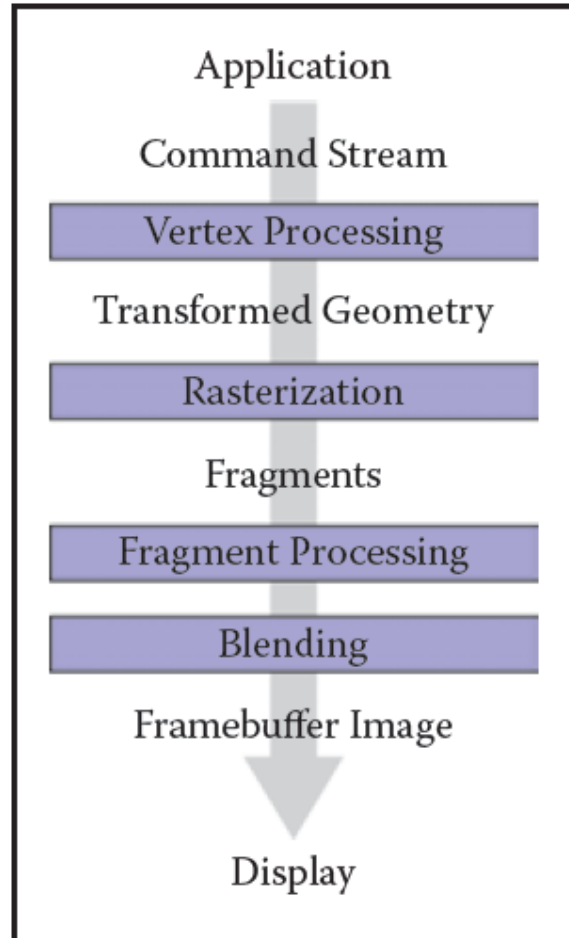 Application
Command Stream
Vertex Processing
Transformed Geometry
Rasterization
Fragments
Fragment Processing
Blending
Framebuffer Image
Display